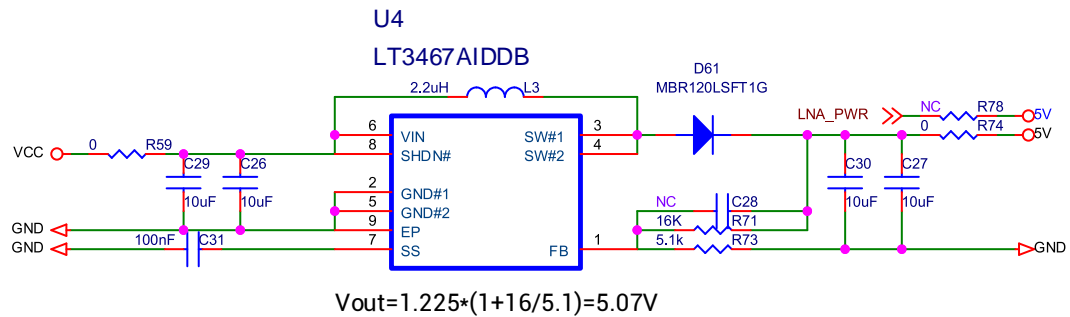 U4
LT3467AIDDB
2.2uH
L3
D61
MBR120LSFT1G
LNA_PWR
NC
R78
5V
0
R74
5V
VCC
0
R59
6
VIN
8
SHDN#
SW#1
3
SW#2
4
C29
C26
10uF
10uF
C30
C27
10uF
10uF
2
GND#1
5
GND#2
9
EP
7
SS
FB
1
NC
C28
16K
R71
5.1k
R73
GND
GND
100nF
C31
GND
Vout=1.225*(1+16/5.1)=5.07V